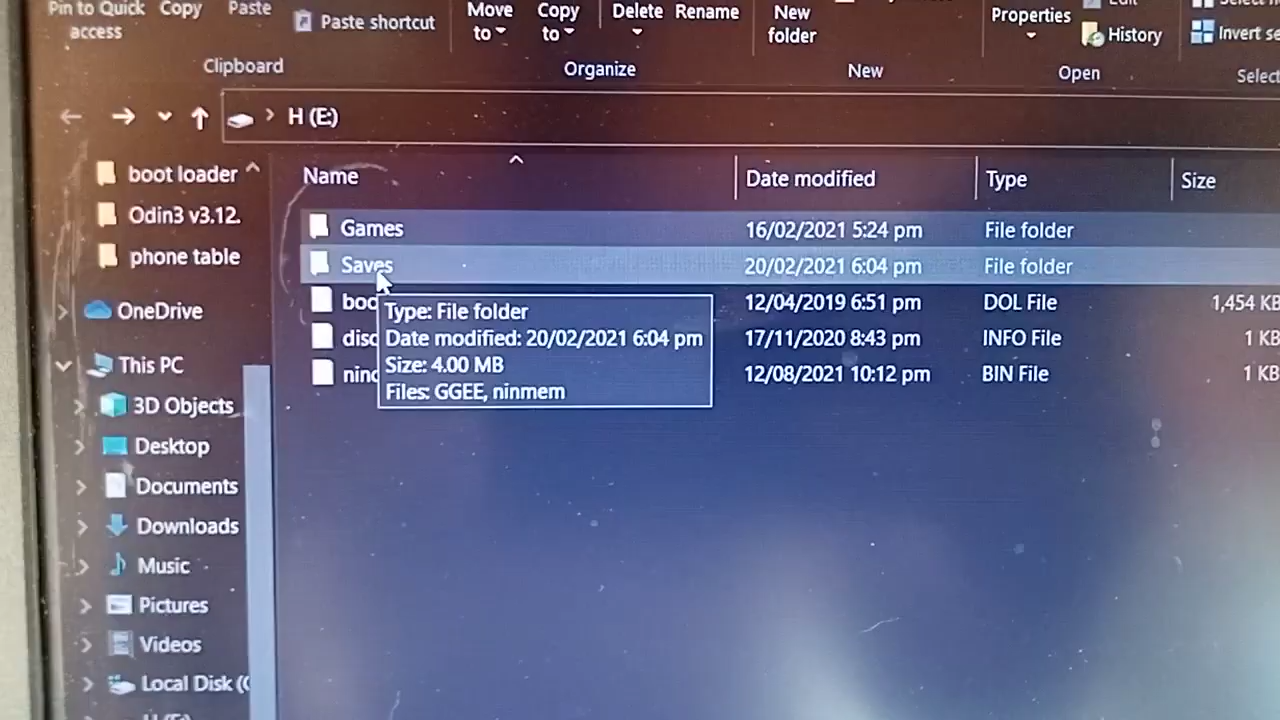 Pin to Quick access
Copy
Paste
Paste shortcut
Move to
Copy to
Delete
Rename
New folder
Properties
Edit
History
Invert se
Clipboard
Organize
New
Open
Select
H (E:)
boot loader
Odin3 v3.12.
phone table
OneDrive
This PC
3D Objects
Desktop
Documents
Downloads
Music
Pictures
Videos
Local Disk (C
H (E:)
Name Date modified Type Size
Games 16/02/2021 5:24 pm File folder
Saves 20/02/2021 6:04 pm File folder
boo 12/04/2019 6:51 pm DOL File 1,454 KB
disc 17/11/2020 8:43 pm INFO File 1 KB
ninc 12/08/2021 10:12 pm BIN File 1 KB
Type: File folder
Date modified: 20/02/2021 6:04 pm
Size: 4.00 MB
Files: GGEE, ninmem